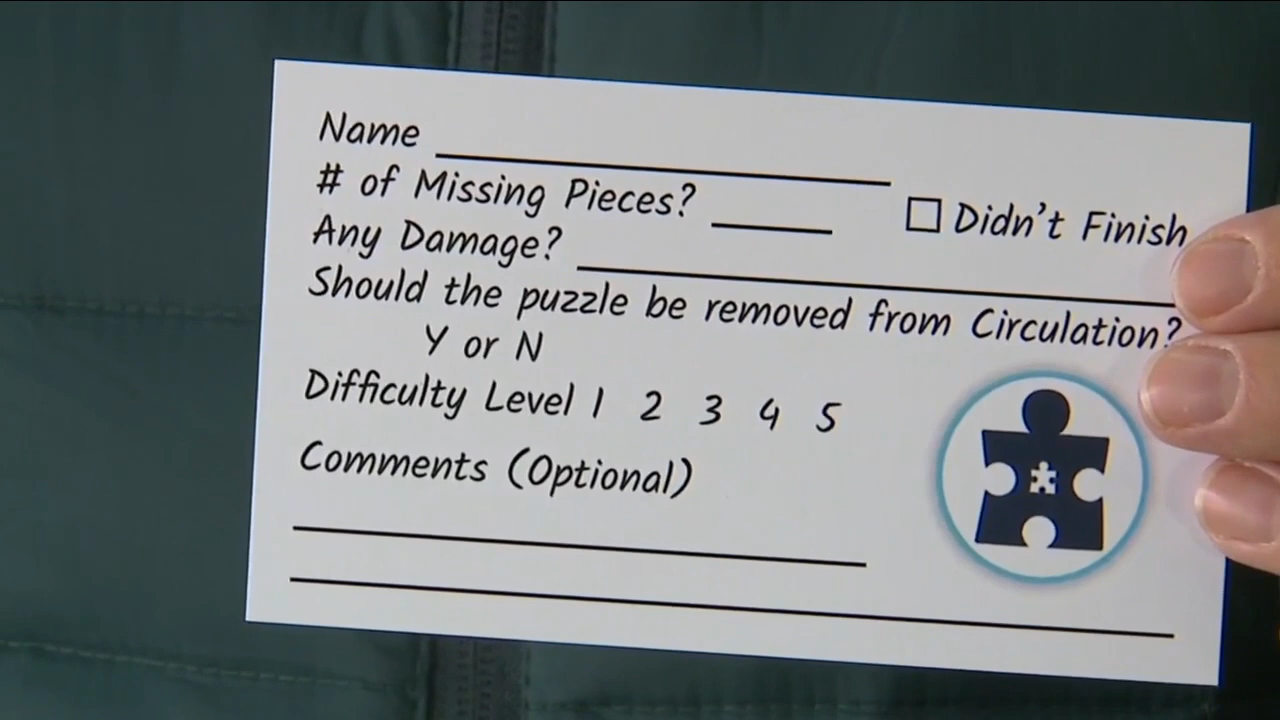 Name
# of Missing Pieces? Didn't Finish
Any Damage?
Should the puzzle be removed from Circulation?
Y or N
Difficulty Level 1 2 3 4 5
Comments (Optional)